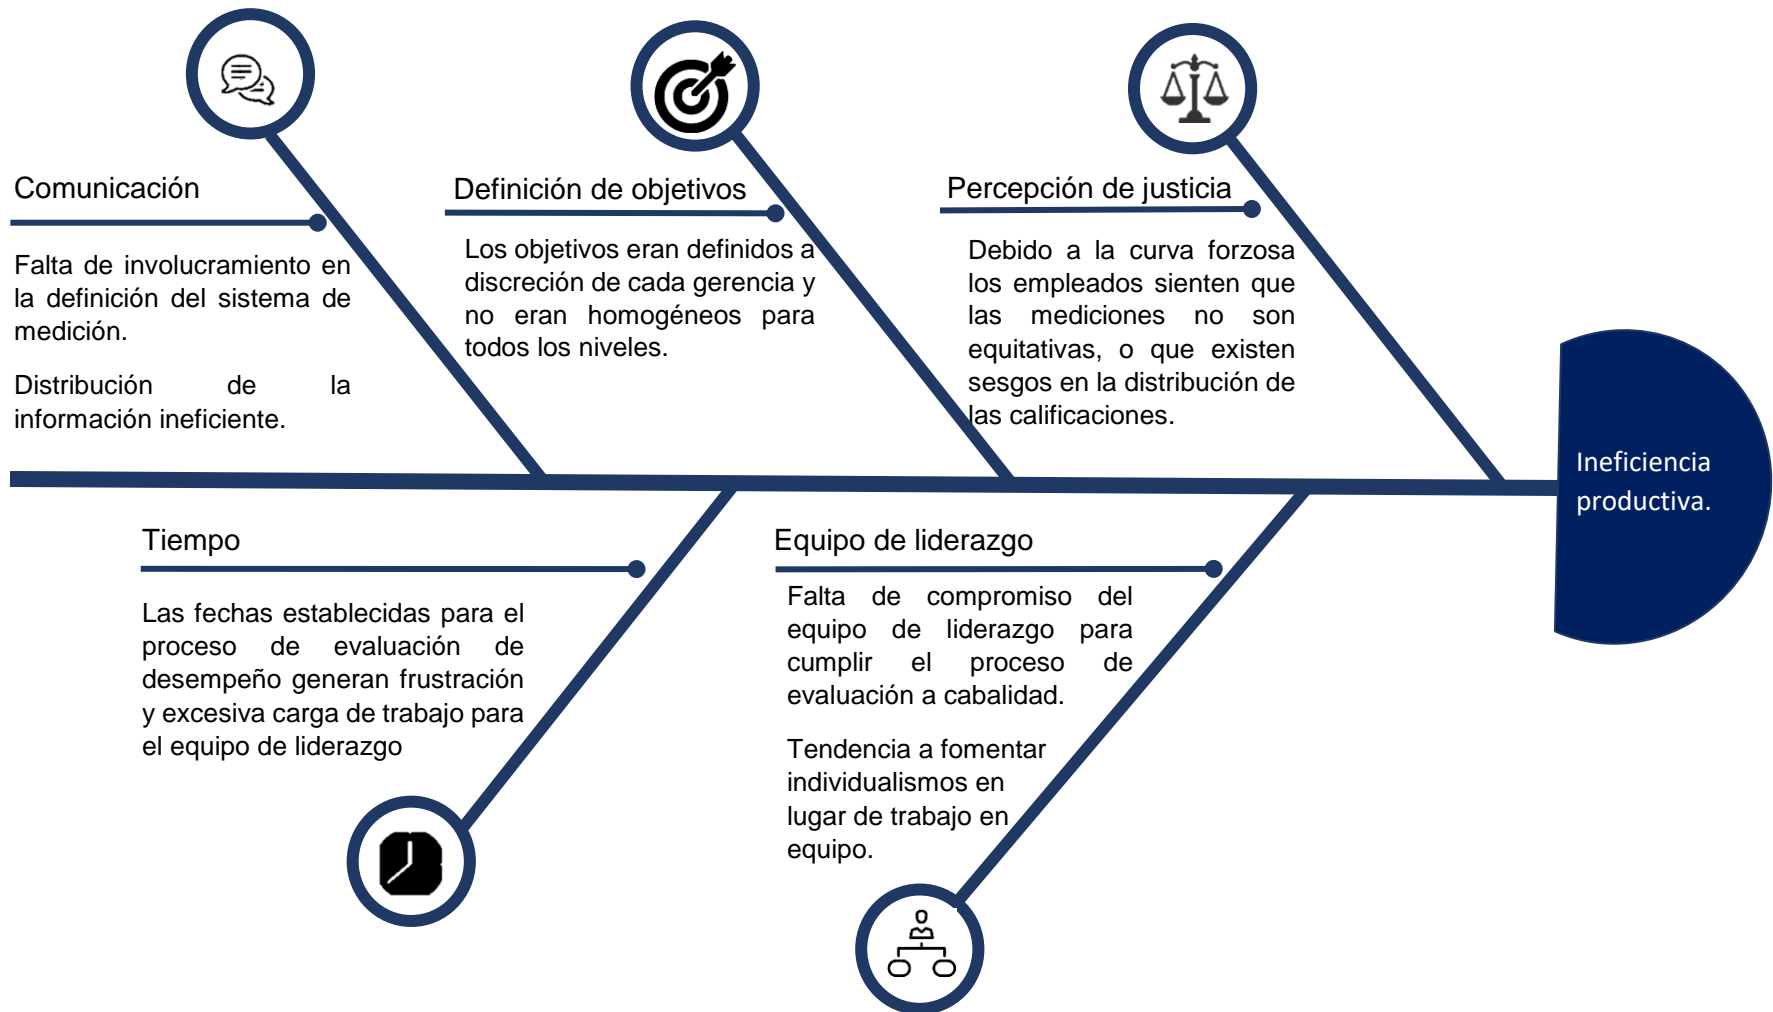 Comunicación
Falta de involucramiento en
la definición del sistema de
medición.
Distribución de la
información ineficiente.
Definición de objetivos
Los objetivos eran definidos a
discreción de cada gerencia y
no eran homogéneos para
todos los niveles.
Percepción de justicia
Debido a la curva forzosa
los empleados sienten que
las mediciones no son
equitativas, o que existen
sesgos en la distribución de
las calificaciones.
Ineficiencia
productiva.
Tiempo
Las fechas establecidas para el
proceso de evaluación de
desempeño generan frustración
y excesiva carga de trabajo para
el equipo de liderazgo
Equipo de liderazgo
Falta de compromiso del
equipo de liderazgo para
cumplir el proceso de
evaluación a cabalidad.
Tendencia a fomentar
individualismos en
lugar de trabajo en
equipo.